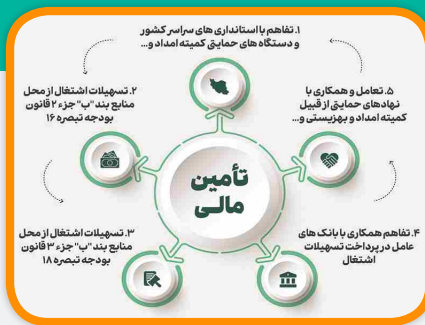 ۱. تفاهم با استانداری های سراسر کشور
و دستگاه های حمایتی کمیته امداد و...
۲. تسهیلات اشتغال از محل
منابع بند "ب" جزء ۲ قانون
بودجه تبصره ۱۶
۳. تسهیلات اشتغال از محل
منابع بند "ب" جزء ۳ قانون
بودجه تبصره ۱۸
۴. تفاهم همکاری با بانک های
عامل در پرداخت تسهیلات
اشتغال
۵. تعامل و همکاری با
نهادهای حمایتی از قبیل
کمیته امداد و بهزیستی و...
تأمین
مالی